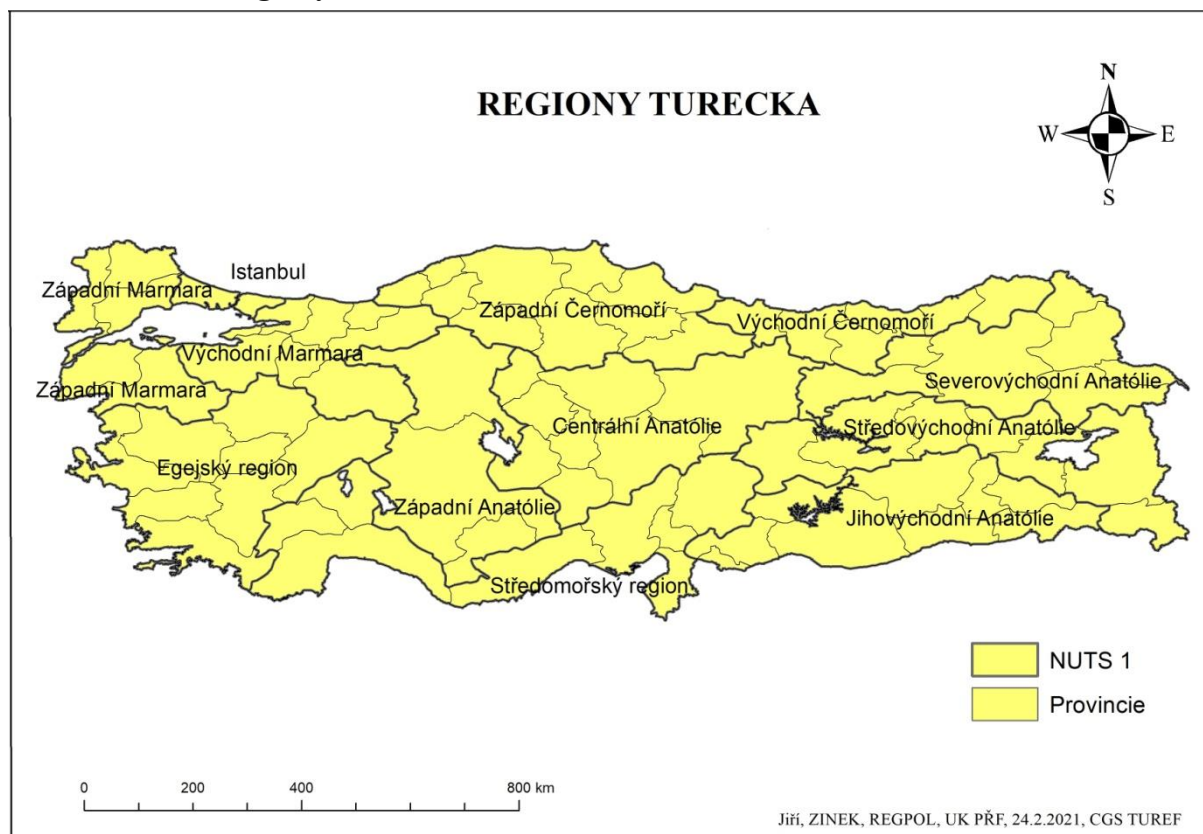 REGIONY TURECKA
N
W
E
S
Istanbul
Západní Marmara
Západní Černomoří
Východní Černomoří
Východní Marmara
Západní Marmara
Severovýchodní Anatólie
Centrální Anatólie
Středovýchodní Anatólie
Egejský region
Západní Anatólie
Jihovýchodní Anatólie
Středomořský region
NUTS 1
Provincie
0 200 400 800 km
Jiří, ZINEK, REGPOL, UK PŘF, 24.2.2021, CGS TUREF